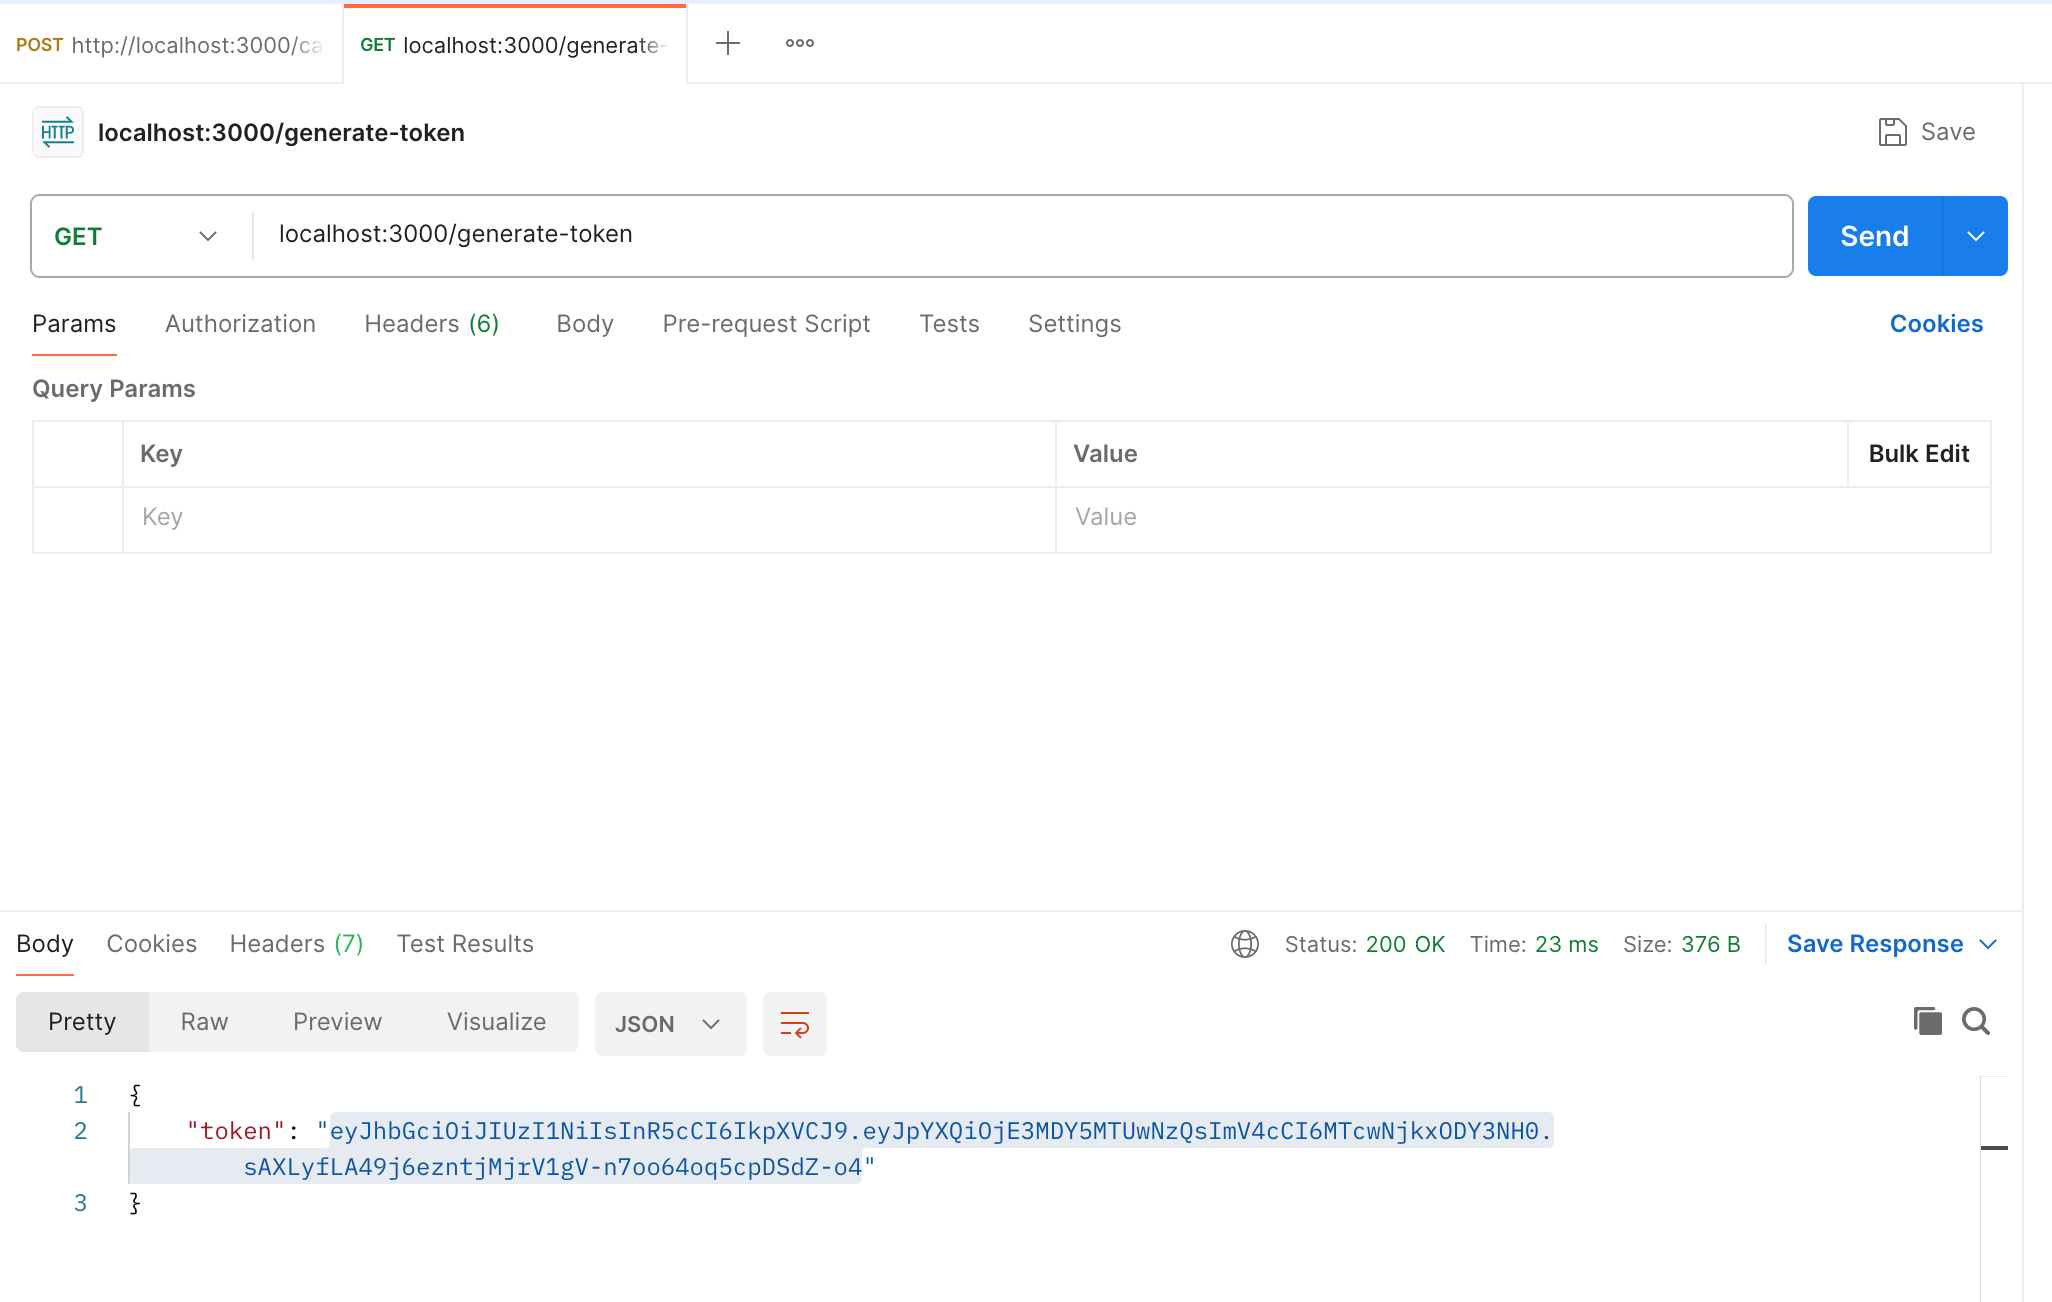 POST http://localhost:3000/ca
GET localhost:3000/generate-
HTTP localhost:3000/generate-token
Save
GET localhost:3000/generate-token
Send
Params Authorization Headers (6) Body Pre-request Script Tests Settings Cookies
Query Params
Key Value Bulk Edit
Key Value
Body Cookies Headers (7) Test Results Status: 200 OK Time: 23 ms Size: 376 B Save Response
Pretty Raw Preview Visualize JSON
1 {
2 "token": "eyJhbGciOiJIUzI1NiIsInR5cCI6IkpXVCJ9.eyJpYXQiOjE3MDY5MTUwNzQsImV4cCI6MTcwNjkxODY3NH0.
sAXLyfLA49j6ezntjMjrV1gV-n7oo64oq5cpDSdZ-o4"
3 }